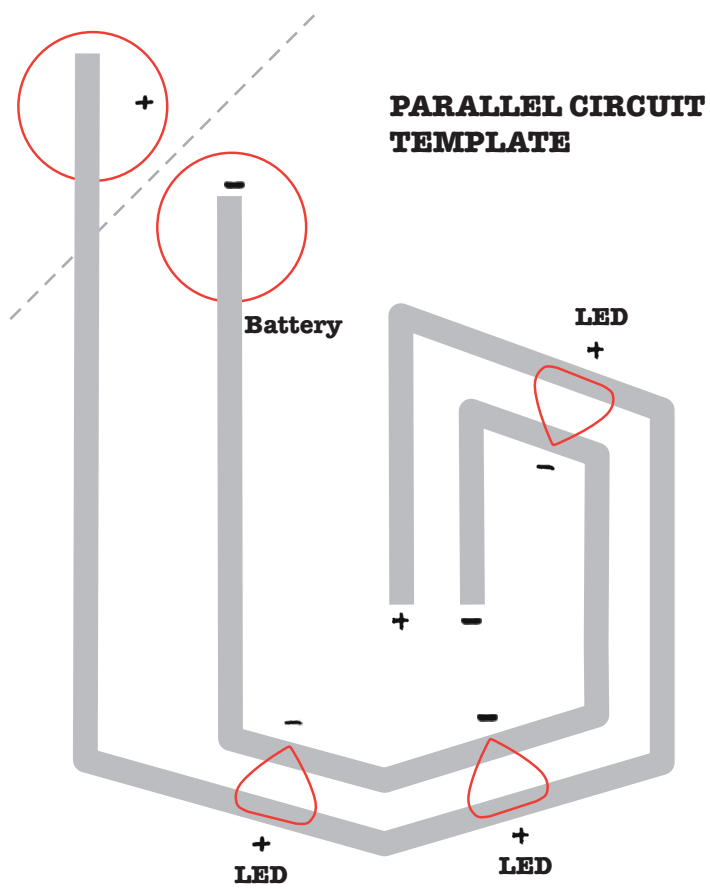 +
PARALLEL CIRCUIT
TEMPLATE
-
Battery
LED
+
-
+ -
- -
+ +
LED LED